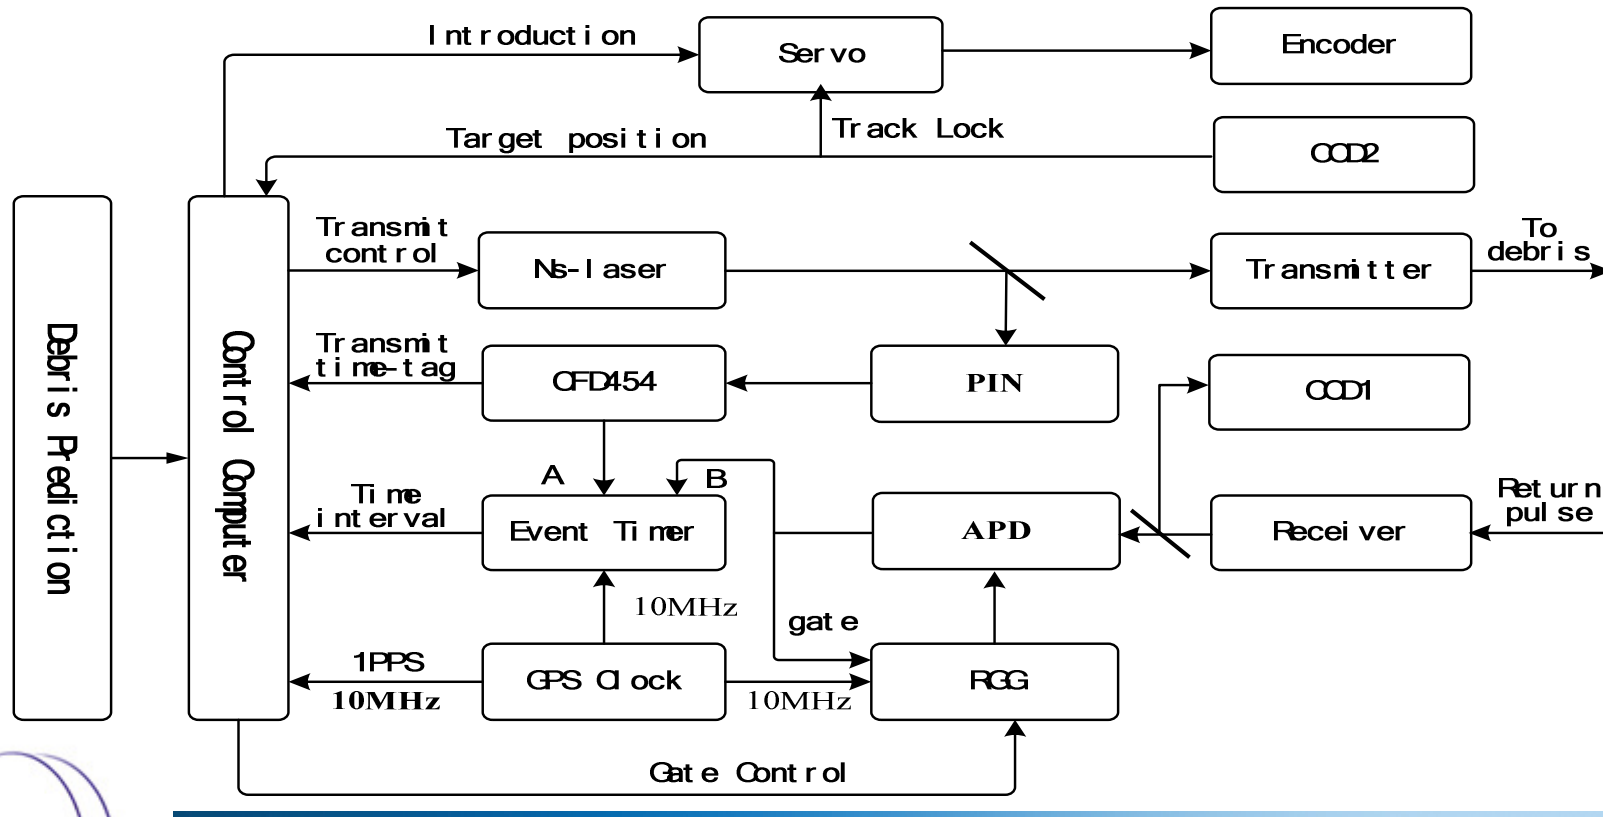 Introduction
Servo
Encoder
Track Lock
Target position
CCD2
Transmit
control
Ns-laser
Transmitter
To
debris
Debris Prediction
Control Computer
Transmit
time-tag
CFD454
PIN
CCD1
A
B
Time
interval
Event Timer
APD
Receiver
Return
pulse
10MHz
gate
1PPS
10MHz
GPS Clock
10MHz
RGG
Gate Control